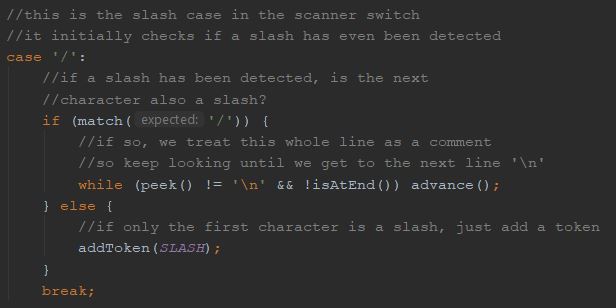 //this is the slash case in the scanner switch
//it initially checks if a slash has even been detected
case '/':
    //if a slash has been detected, is the next
    //character also a slash?
    if (match( expected: '/')) {
        //if so, we treat this whole line as a comment
        //so keep looking until we get to the next line '\n'
        while (peek() != '\n' && !isAtEnd()) advance();
    } else {
        //if only the first character is a slash, just add a token
        addToken(SLASH);
    }
    break;